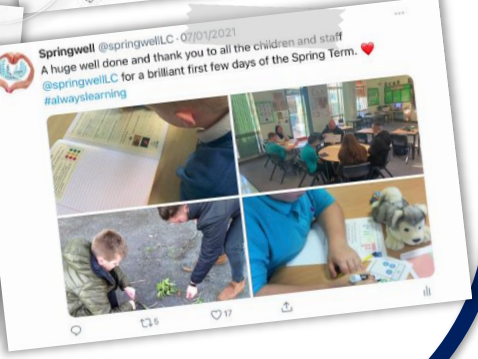 Springwell @springwellLC · 07/01/2021
A huge well done and thank you to all the children and staff
@springwellLC for a brilliant first few days of the Spring Term. ❤️
#alwayslearning
5
17